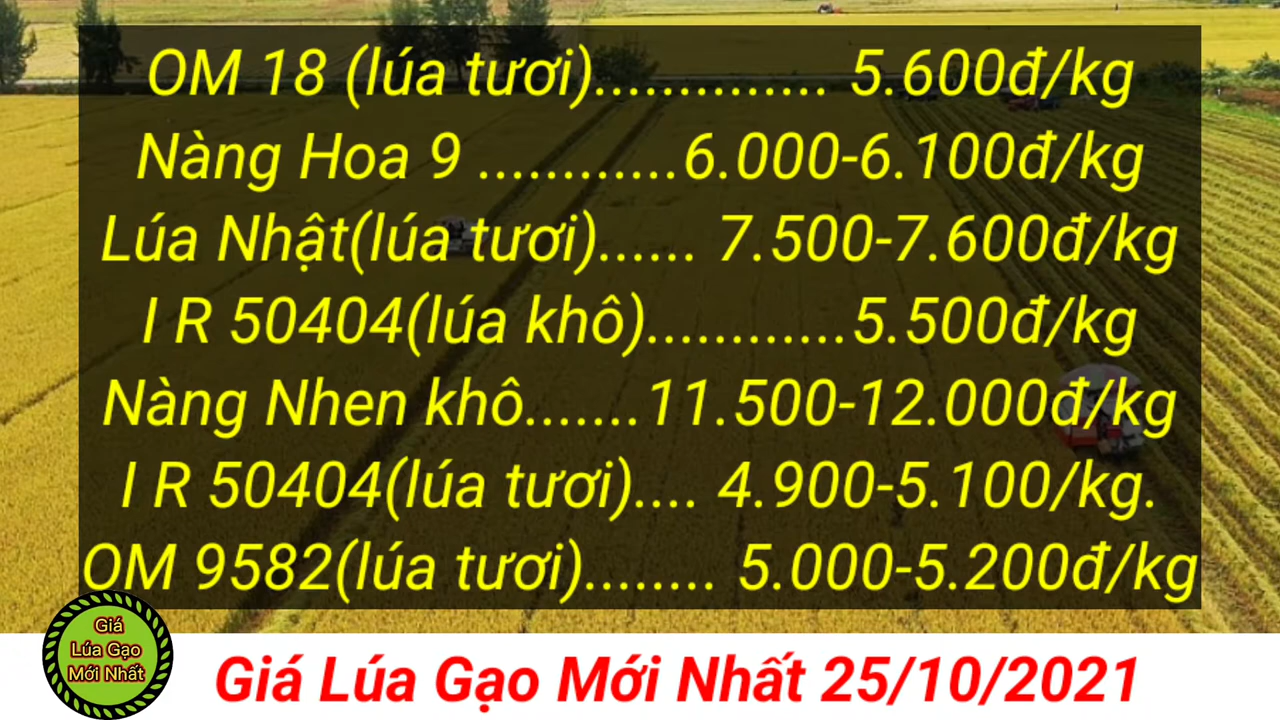 OM 18 (lúa tươi).............. 5.600đ/kg
Nàng Hoa 9 ............6.000-6.100đ/kg
Lúa Nhật(lúa tươi)...... 7.500-7.600đ/kg
I R 50404(lúa khô)............5.500đ/kg
Nàng Nhen khô.......11.500-12.000đ/kg
I R 50404(lúa tươi).... 4.900-5.100/kg.
OM 9582(lúa tươi)........ 5.000-5.200đ/kg
Giá
Lúa Gạo
Mới Nhất
Giá Lúa Gạo Mới Nhất 25/10/2021